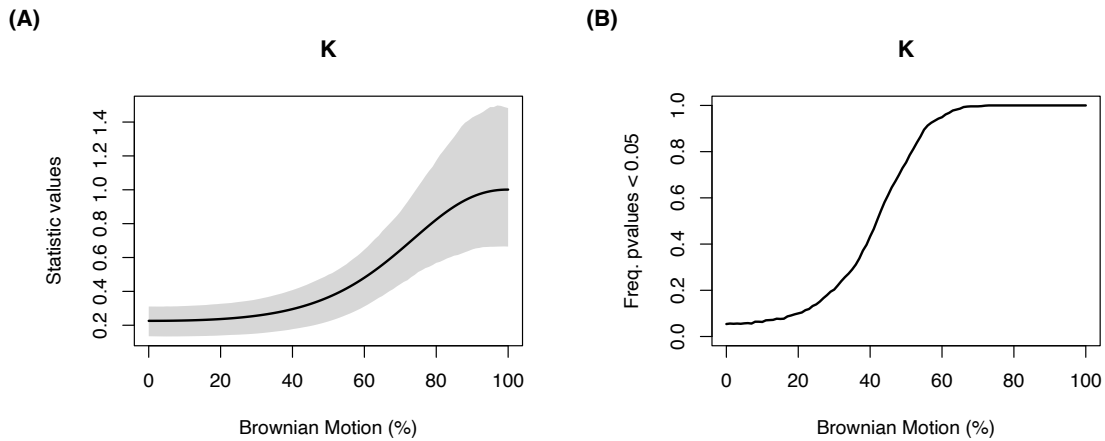 (A)
K
Statistic values
0.2 0.4 0.6 0.8 1.0 1.2 1.4
0 20 40 60 80 100
Brownian Motion (%)
(B)
K
Freq. pvalues < 0.05
0.0 0.2 0.4 0.6 0.8 1.0
0 20 40 60 80 100
Brownian Motion (%)